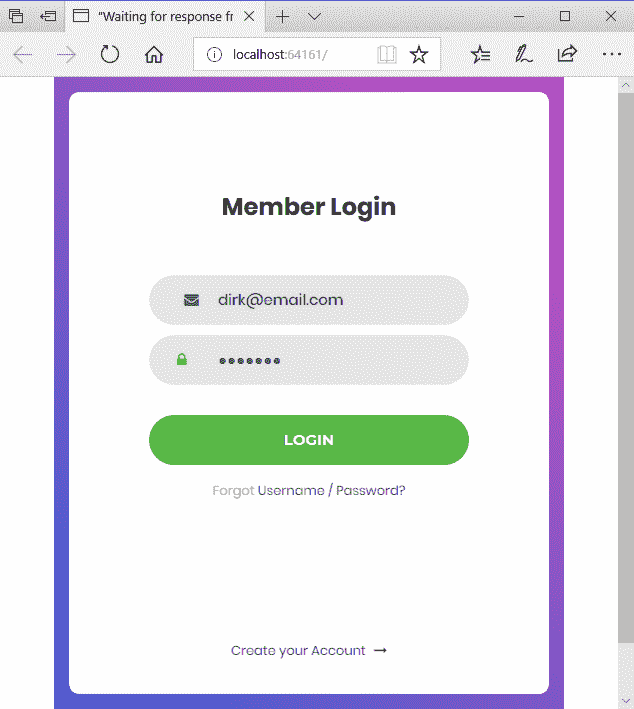 "Waiting for response fr
localhost:64161/
Member Login
dirk@email.com
•••••••
LOGIN
Forgot Username / Password?
Create your Account →